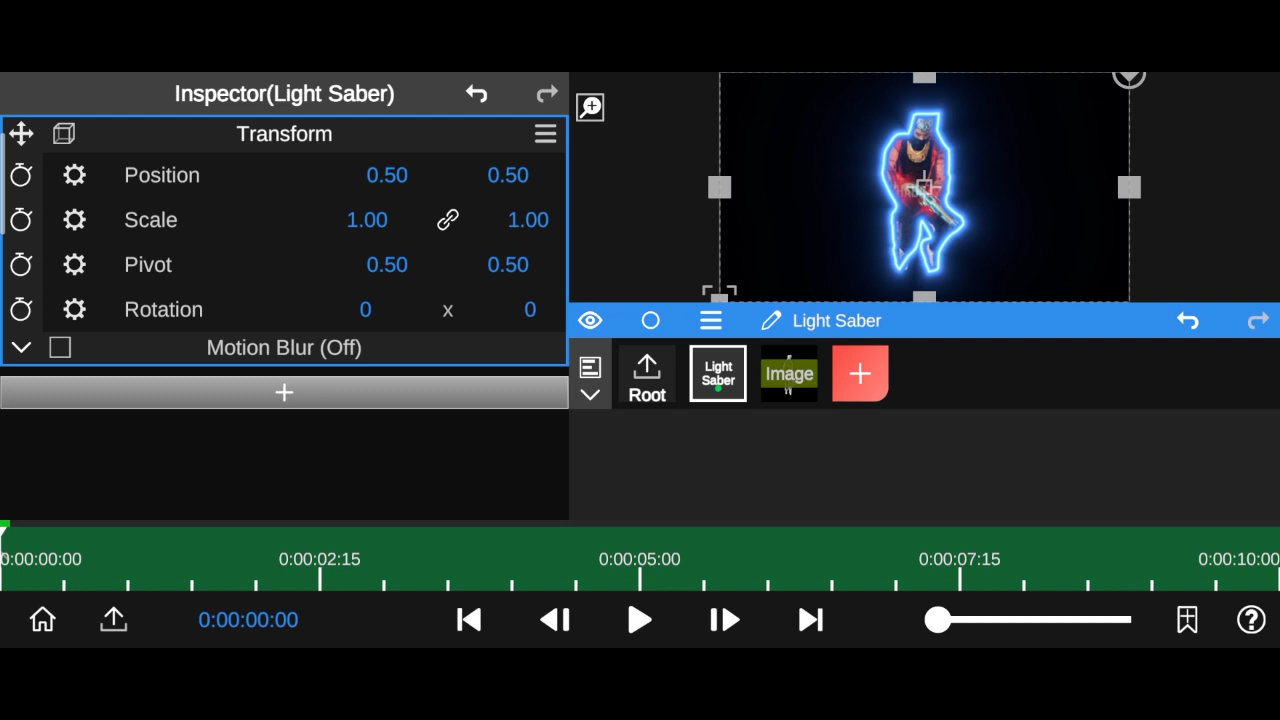 Inspector(Light Saber)
Transform
Position 0.50 0.50
Scale 1.00 1.00
Pivot 0.50 0.50
Rotation 0 x 0
Motion Blur (Off)
+
Light Saber
Root
Light
Saber
Image
+
0:00:00:00 0:00:02:15 0:00:05:00 0:00:07:15 0:00:10:00
0:00:00:00
?